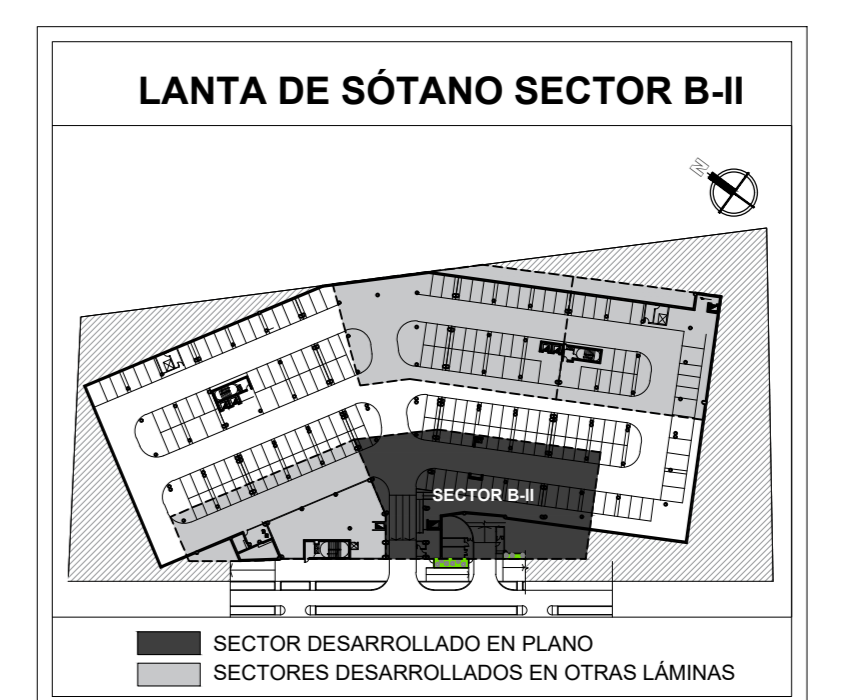 LANTA DE SÓTANO SECTOR B-II
N
SECTOR B-II
SECTOR DESARROLLADO EN PLANO
SECTORES DESARROLLADOS EN OTRAS LÁMINAS